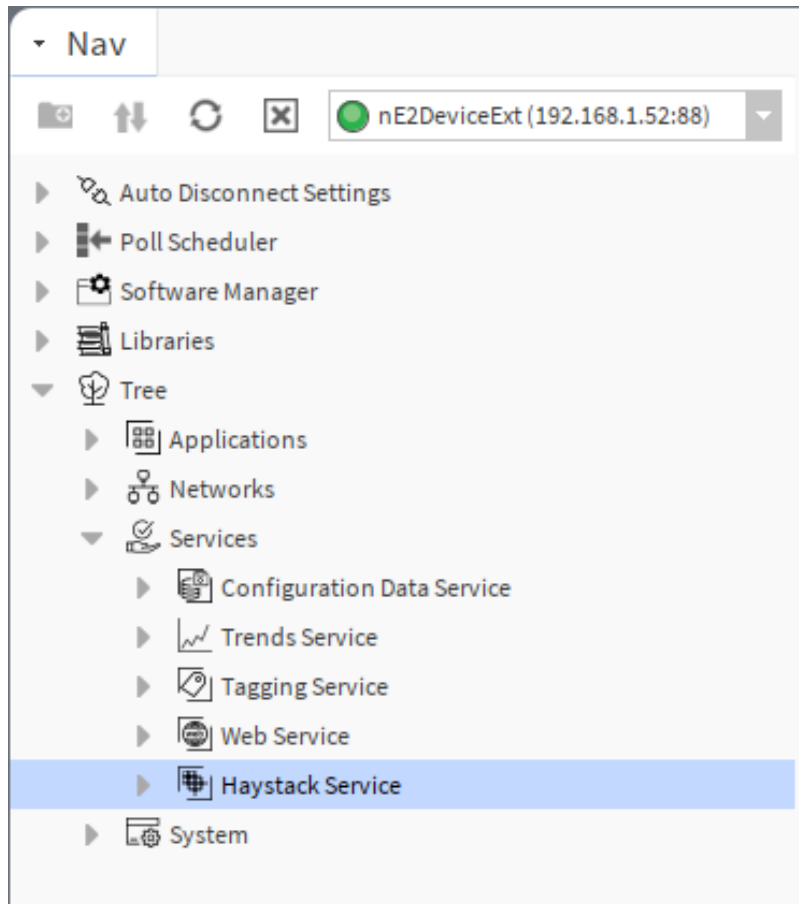 Nav
nE2DeviceExt (192.168.1.52:88)
Auto Disconnect Settings
Poll Scheduler
Software Manager
Libraries
Tree
Applications
Networks
Services
Configuration Data Service
Trends Service
Tagging Service
Web Service
Haystack Service
System